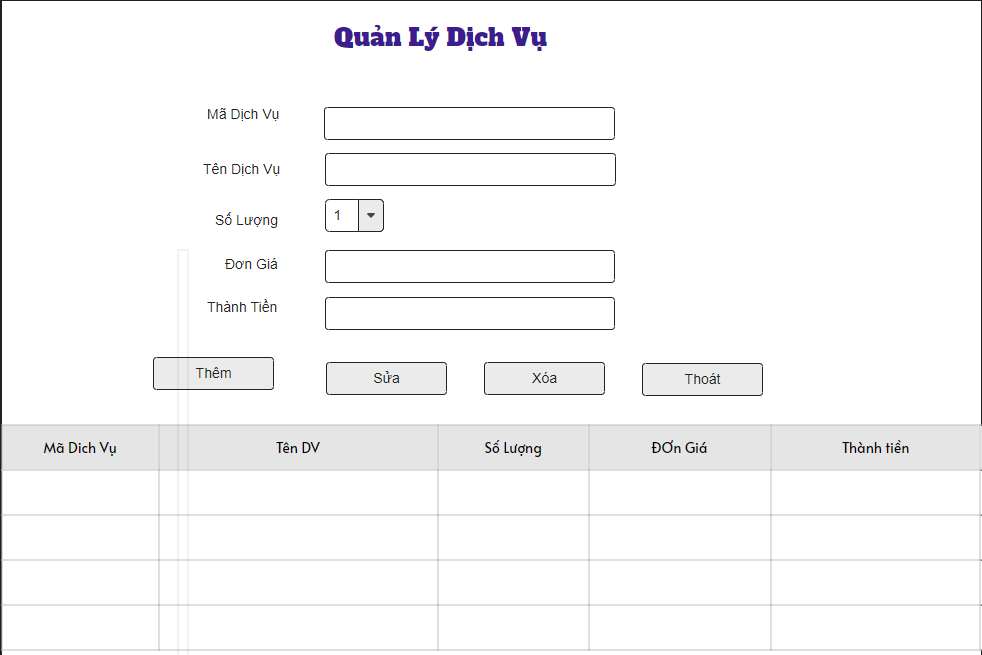 Quản Lý Dịch Vụ
Mã Dịch Vụ
Tên Dịch Vụ
Số Lượng
1
Đơn Giá
Thành Tiền
Thêm
Sửa
Xóa
Thoát
Mã Dich Vụ Tên DV Số Lượng ĐƠn Giá Thành tiền